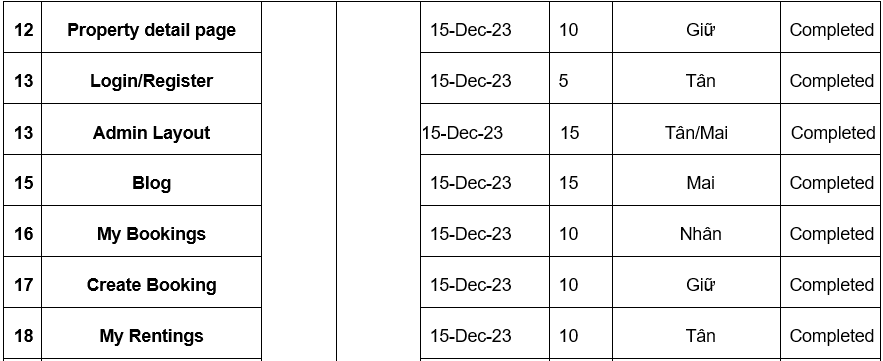 12 Property detail page 15-Dec-23 10 Giữ Completed
13 Login/Register 15-Dec-23 5 Tân Completed
13 Admin Layout 15-Dec-23 15 Tân/Mai Completed
15 Blog 15-Dec-23 15 Mai Completed
16 My Bookings 15-Dec-23 10 Nhân Completed
17 Create Booking 15-Dec-23 10 Giữ Completed
18 My Rentings 15-Dec-23 10 Tân Completed